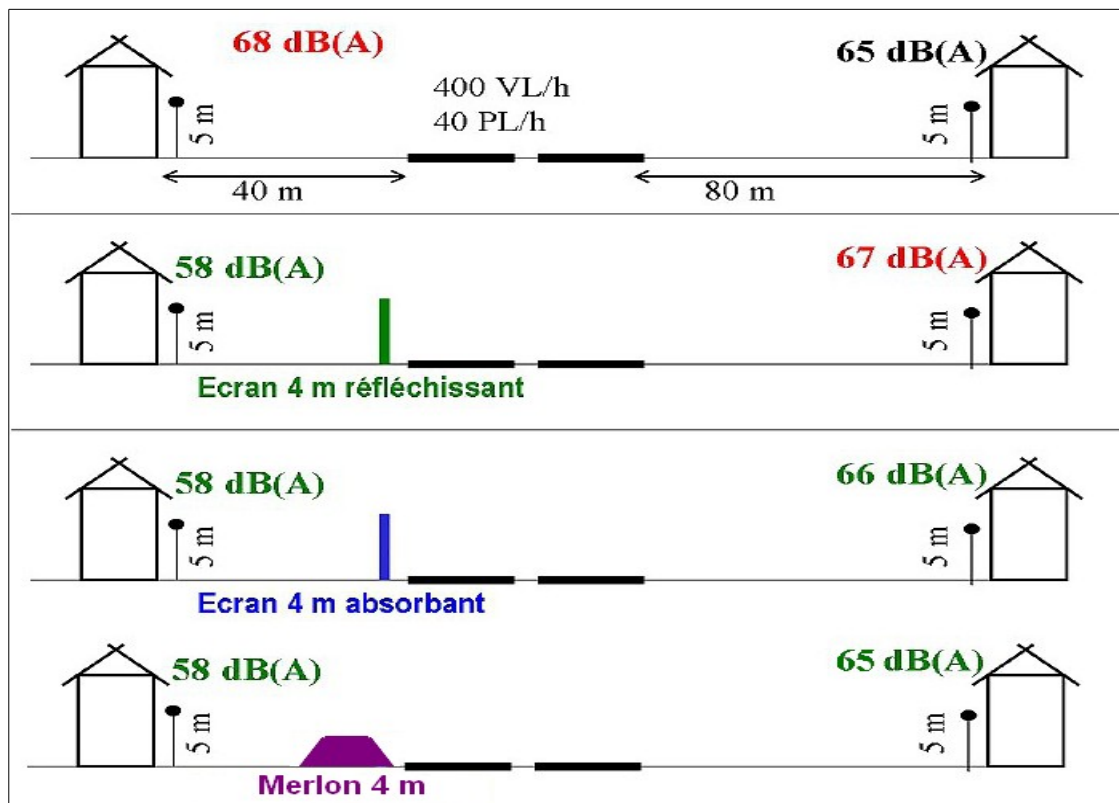 68 dB(A)
65 dB(A)
400 VL/h
40 PL/h
5 m
5 m
40 m
80 m
58 dB(A)
67 dB(A)
5 m
5 m
Ecran 4 m réfléchissant
58 dB(A)
66 dB(A)
5 m
5 m
Ecran 4 m absorbant
58 dB(A)
65 dB(A)
5 m
5 m
Merlon 4 m